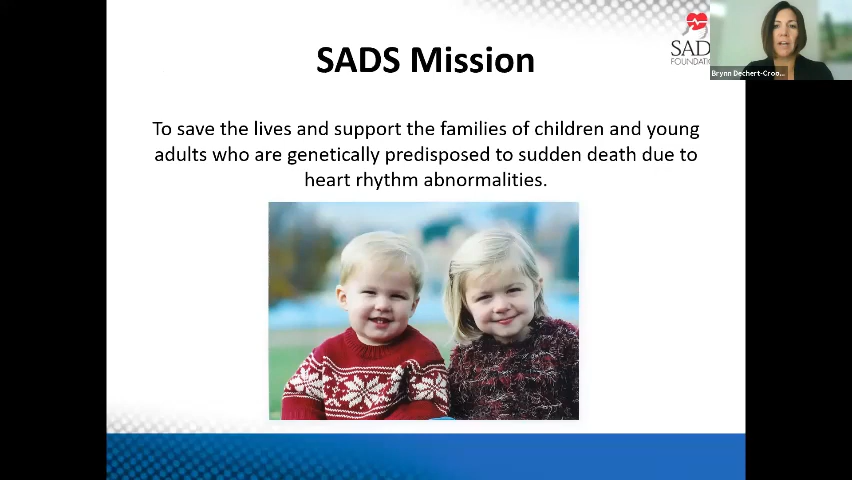 SADS Mission
SAD
FOUNDATIO
Brynn Dechert-Croo...
To save the lives and support the families of children and young
adults who are genetically predisposed to sudden death due to
heart rhythm abnormalities.